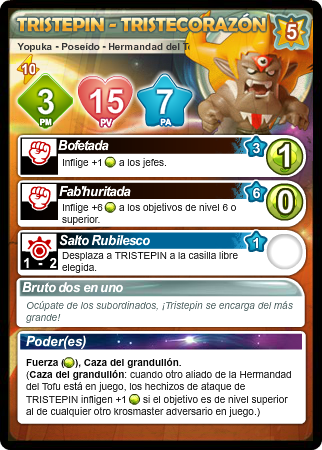 TRISTEPIN - TRISTECORAZÓN
5
Yopuka - Poseido - Hermandad del To
10
3
PM
15
PV
7
PA
Bofetada
3
1
Inflige +1 a los jefes.
Fab'huritada
6
0
Inflige +6 a los objetivos de nivel 6 o
superior.
Salto Rubilesco
1
1 - 2
Desplaza a TRISTEPIN a la casilla libre
elegida.
Bruto dos en uno
Ocúpate de los subordinados, ¡Tristepin se encarga del más
grande!
Poder(es)
Fuerza ( ), Caza del grandullón.
(Caza del grandullón: cuando otro aliado de la Hermandad
del Tofu está en juego, los hechizos de ataque de
TRISTEPIN infligen +1 si el objetivo es de nivel superior
al de cualquier otro krosmaster adversario en juego.)